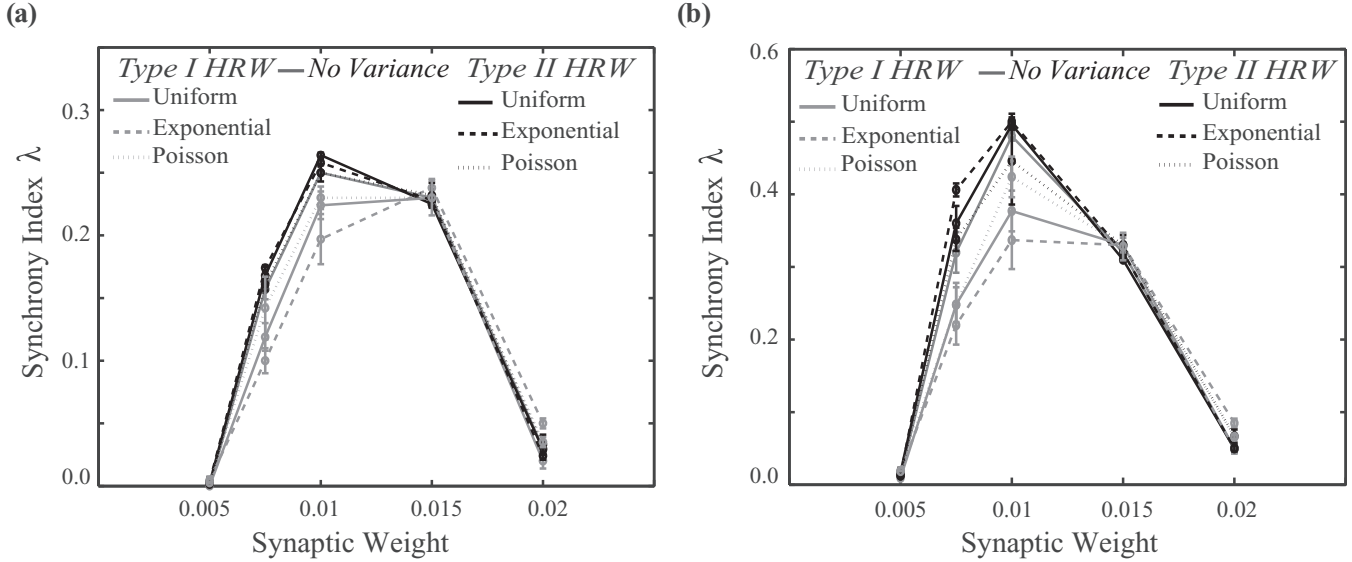 (a)
Type I HRW No Variance Type II HRW
Uniform Uniform
Exponential Exponential
Poisson Poisson
0.3
0.2
0.1
0.0
Synchrony Index λ
0.005 0.01 0.015 0.02
Synaptic Weight
(b)
0.6
Type I HRW No Variance Type II HRW
Uniform Uniform
Exponential Exponential
Poisson Poisson
0.4
0.2
0.0
Synchrony Index λ
0.005 0.01 0.015 0.02
Synaptic Weight